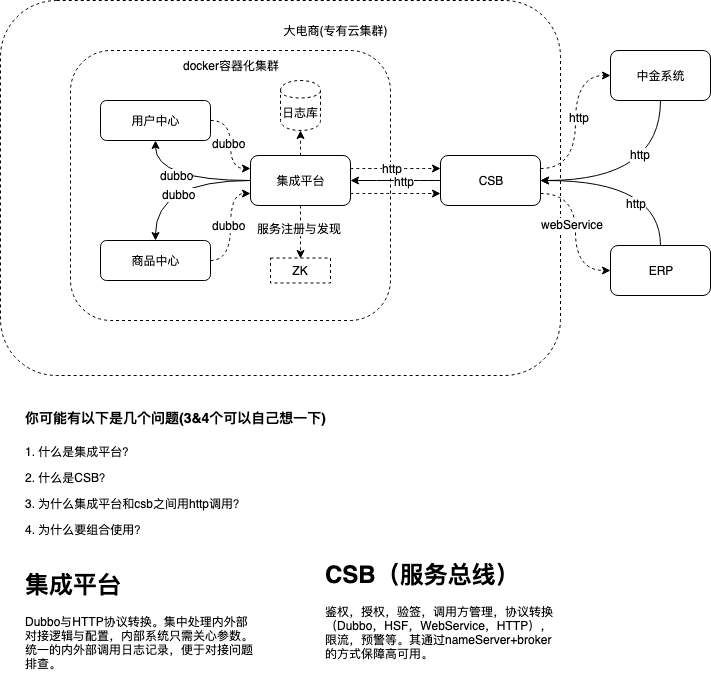 大电商(专有云集群)
docker容器化集群
中金系统
日志库
用户中心
http
dubbo
http
http
dubbo
集成平台
http
CSB
dubbo
http
dubbo
服务注册与发现
webService
商品中心
ZK
ERP
你可能有以下是几个问题(3&4个可以自己想一下)
1. 什么是集成平台?
2. 什么是CSB?
3. 为什么集成平台和csb之间用http调用?
4. 为什么要组合使用?
集成平台
Dubbo与HTTP协议转换。集中处理内外部
对接逻辑与配置，内部系统只需关心参数。
统一的内外部调用日志记录，便于对接问题
排查。
CSB（服务总线）
鉴权，授权，验签，调用方管理，协议转换
（Dubbo，HSF，WebService，HTTP），
限流，预警等。其通过nameServer+broker
的方式保障高可用。